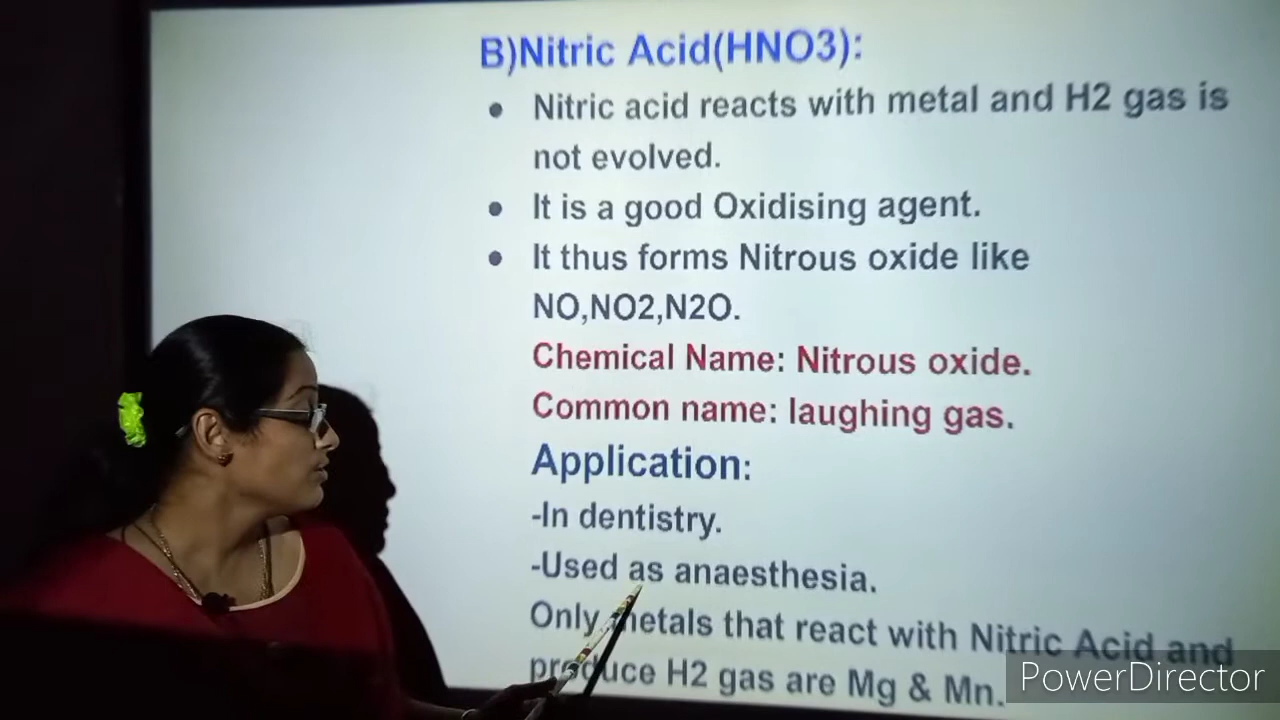 B)Nitric Acid(HNO3):
• Nitric acid reacts with metal and H2 gas is
not evolved.
• It is a good Oxidising agent.
• It thus forms Nitrous oxide like
NO,NO2,N2O.
Chemical Name: Nitrous oxide.
Common name: laughing gas.
Application:
-In dentistry.
-Used as anaesthesia.
Only metals that react with Nitric Acid and
produce H2 gas are Mg & Mn.
PowerDirector